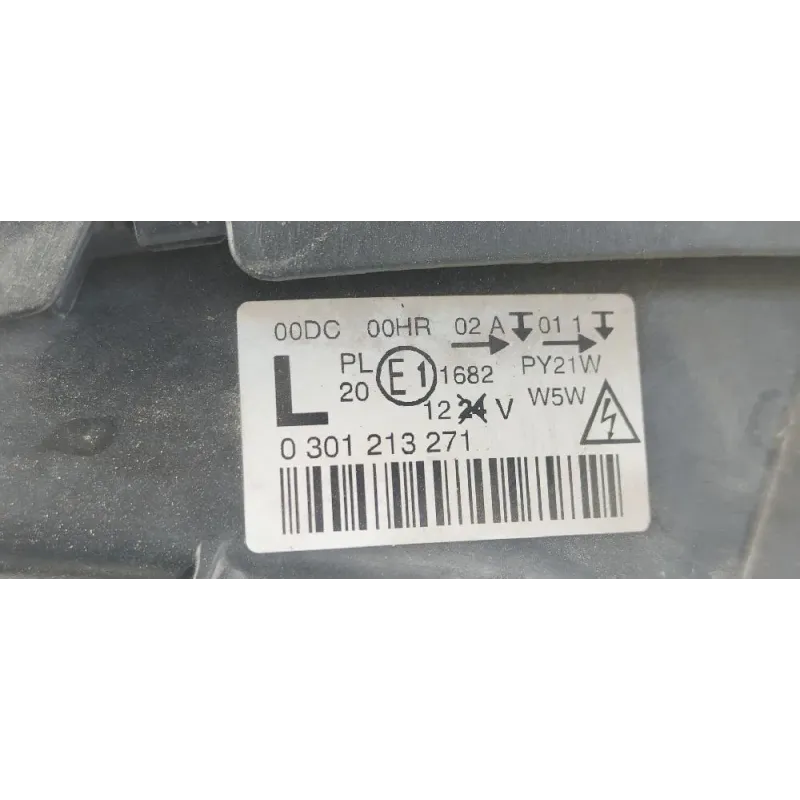 00DC 00HR 02 A 01 1
L PL E1 1682 PY21W
20 12 24 V W5W
0 301 213 271